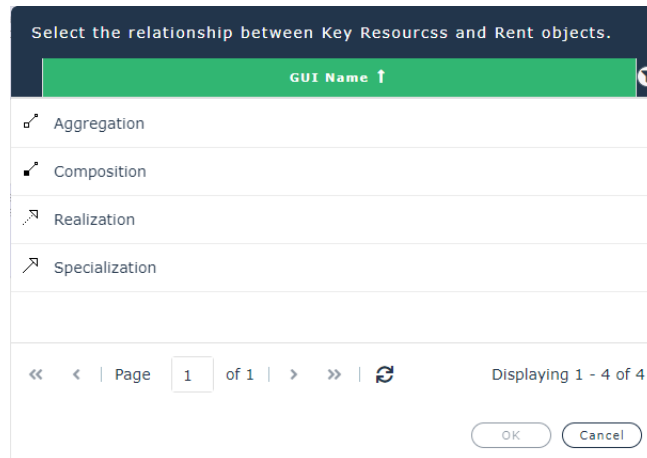 Select the relationship between Key Resourcss and Rent objects.
GUI Name ↑
Aggregation
Composition
Realization
Specialization
Page 1 of 1 Displaying 1 - 4 of 4
OK Cancel